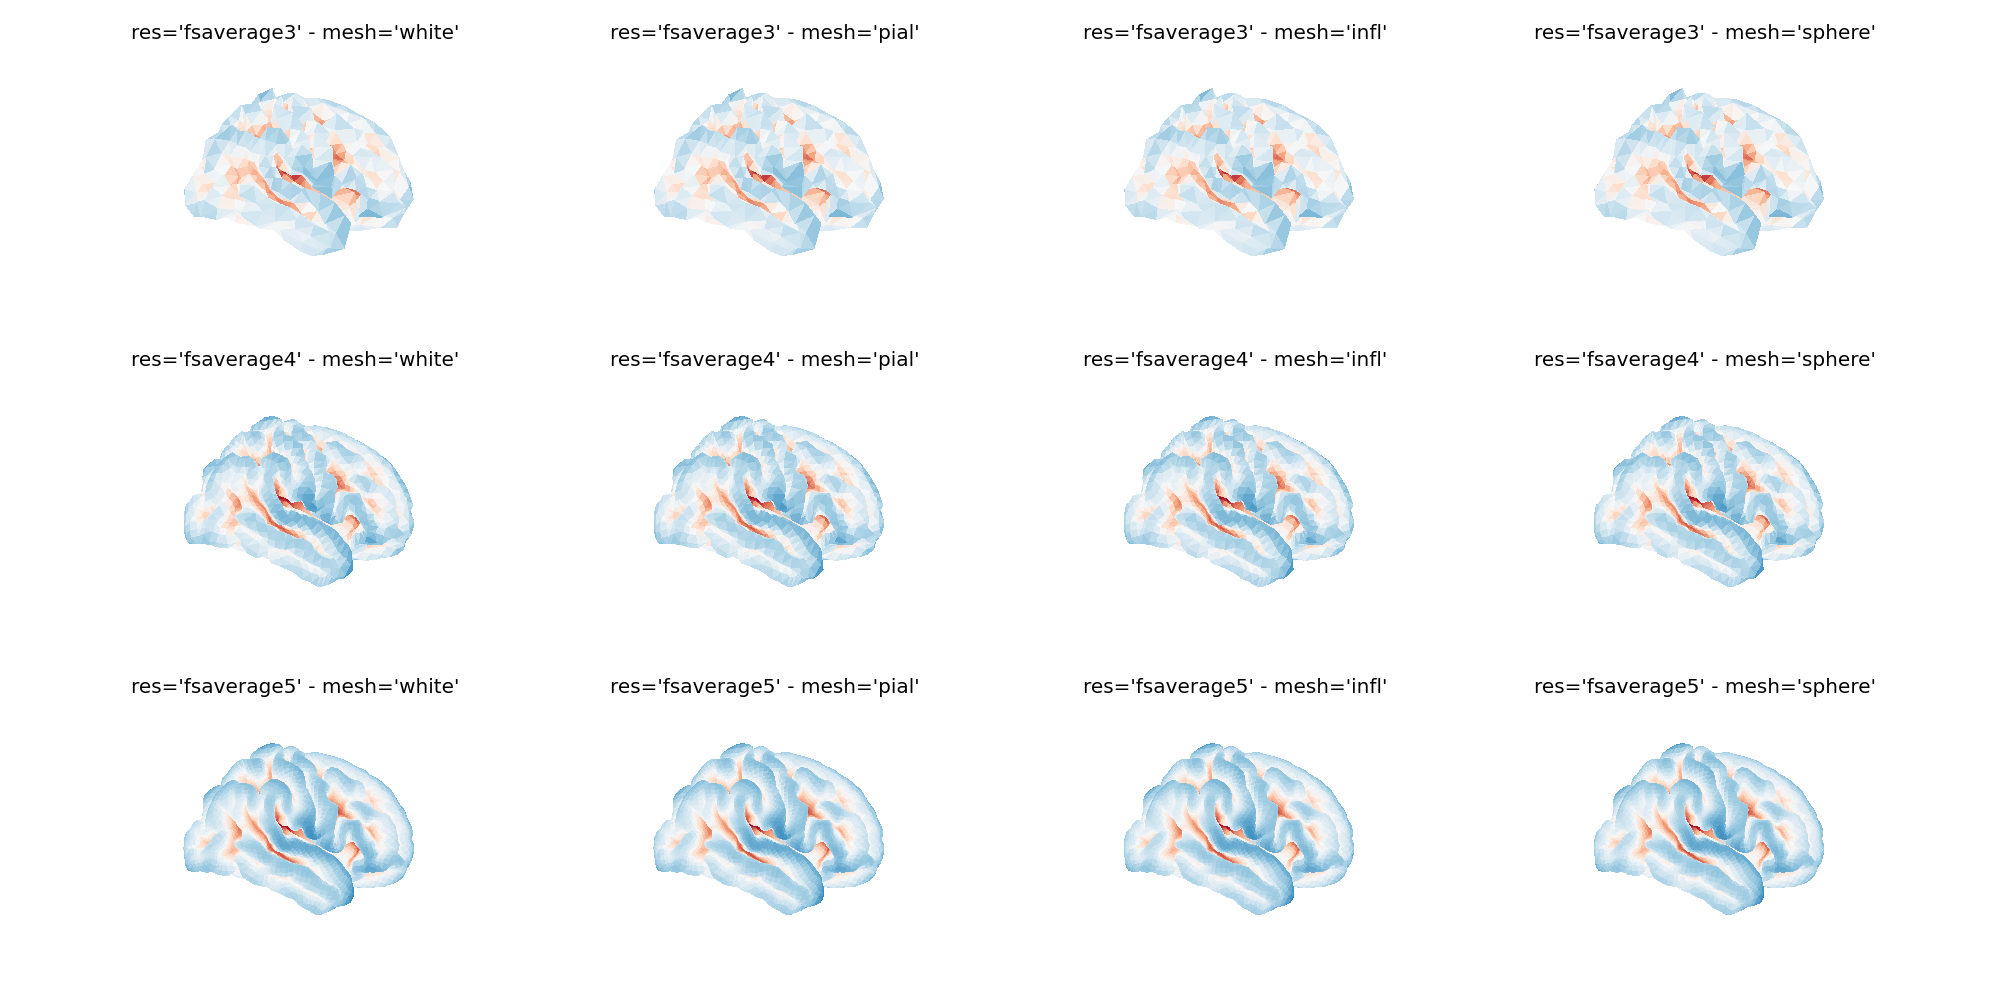 res='fsaverage3' - mesh='white'
res='fsaverage3' - mesh='pial'
res='fsaverage3' - mesh='infl'
res='fsaverage3' - mesh='sphere'
res='fsaverage4' - mesh='white'
res='fsaverage4' - mesh='pial'
res='fsaverage4' - mesh='infl'
res='fsaverage4' - mesh='sphere'
res='fsaverage5' - mesh='white'
res='fsaverage5' - mesh='pial'
res='fsaverage5' - mesh='infl'
res='fsaverage5' - mesh='sphere'